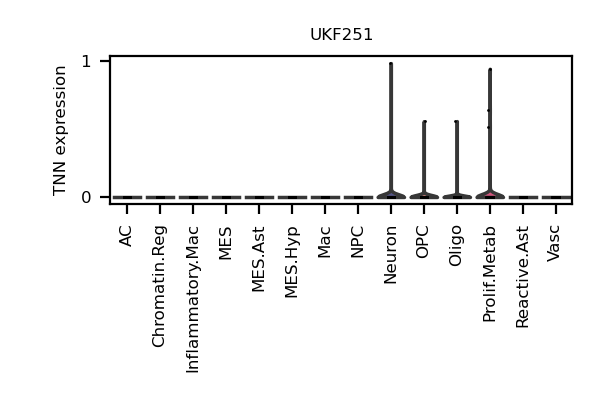 UKF251
TNN expression
1
0
AC
Chromatin.Reg
Inflammatory.Mac
MES
MES.Ast
MES.Hyp
Mac
NPC
Neuron
OPC
Oligo
Prolif.Metab
Reactive.Ast
Vasc